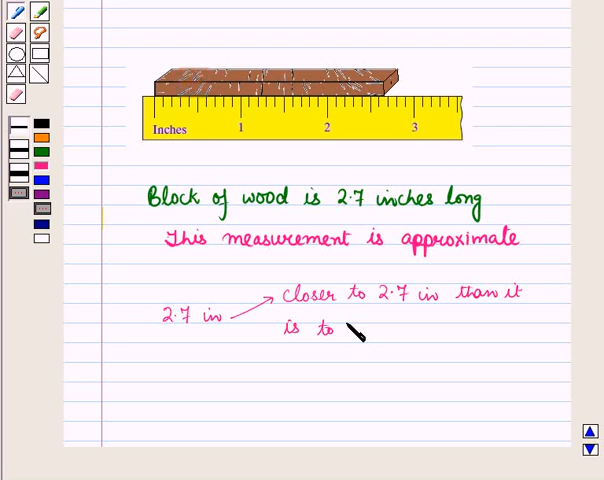 Inches 1 2 3
Block of wood is 2.7 inches long
This measurement is approximate
closer to 2.7 in than it
2.7 in
is to